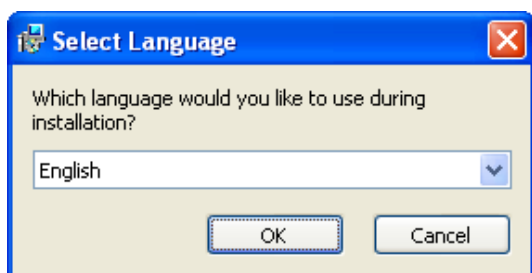 Select Language
Which language would you like to use during
installation?
English
OK
Cancel